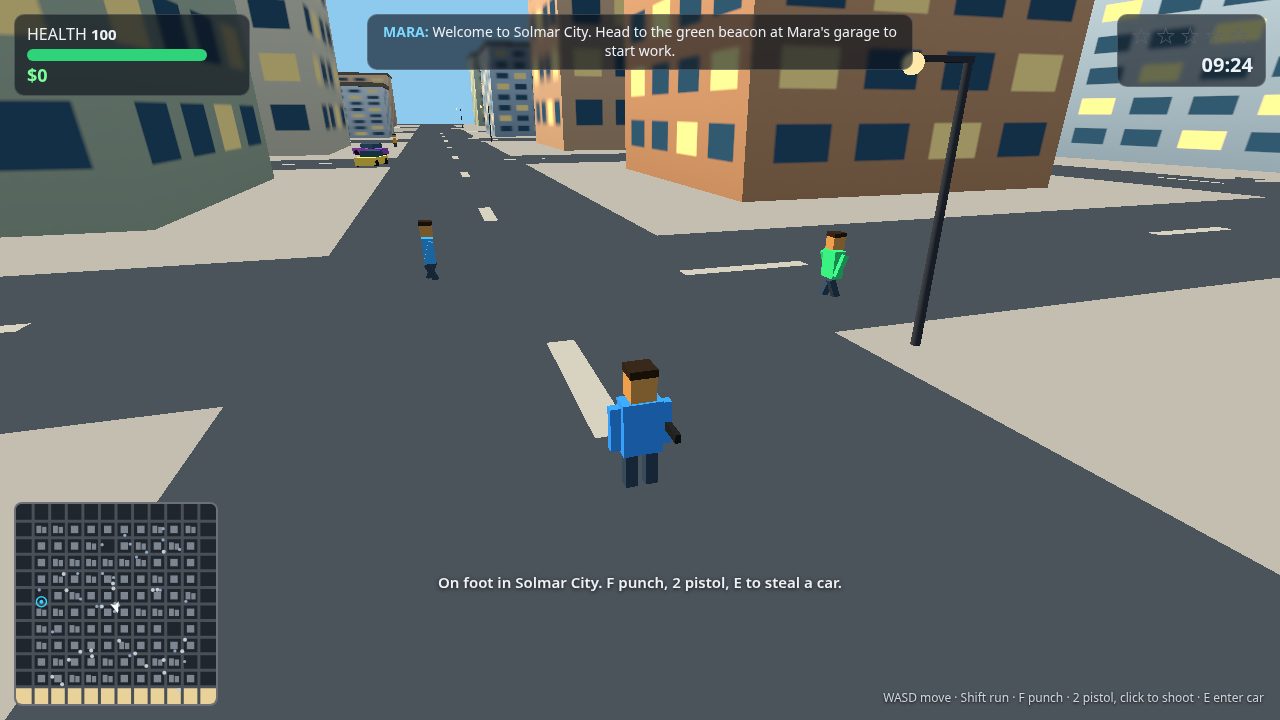 HEALTH 100
$0
MARA: Welcome to Solmar City. Head to the green beacon at Mara's garage to
start work.
☆ ☆ ☆ ☆ ☆
09:24
On foot in Solmar City. F punch, 2 pistol, E to steal a car.
WASD move · Shift run · F punch · 2 pistol, click to shoot · E enter car